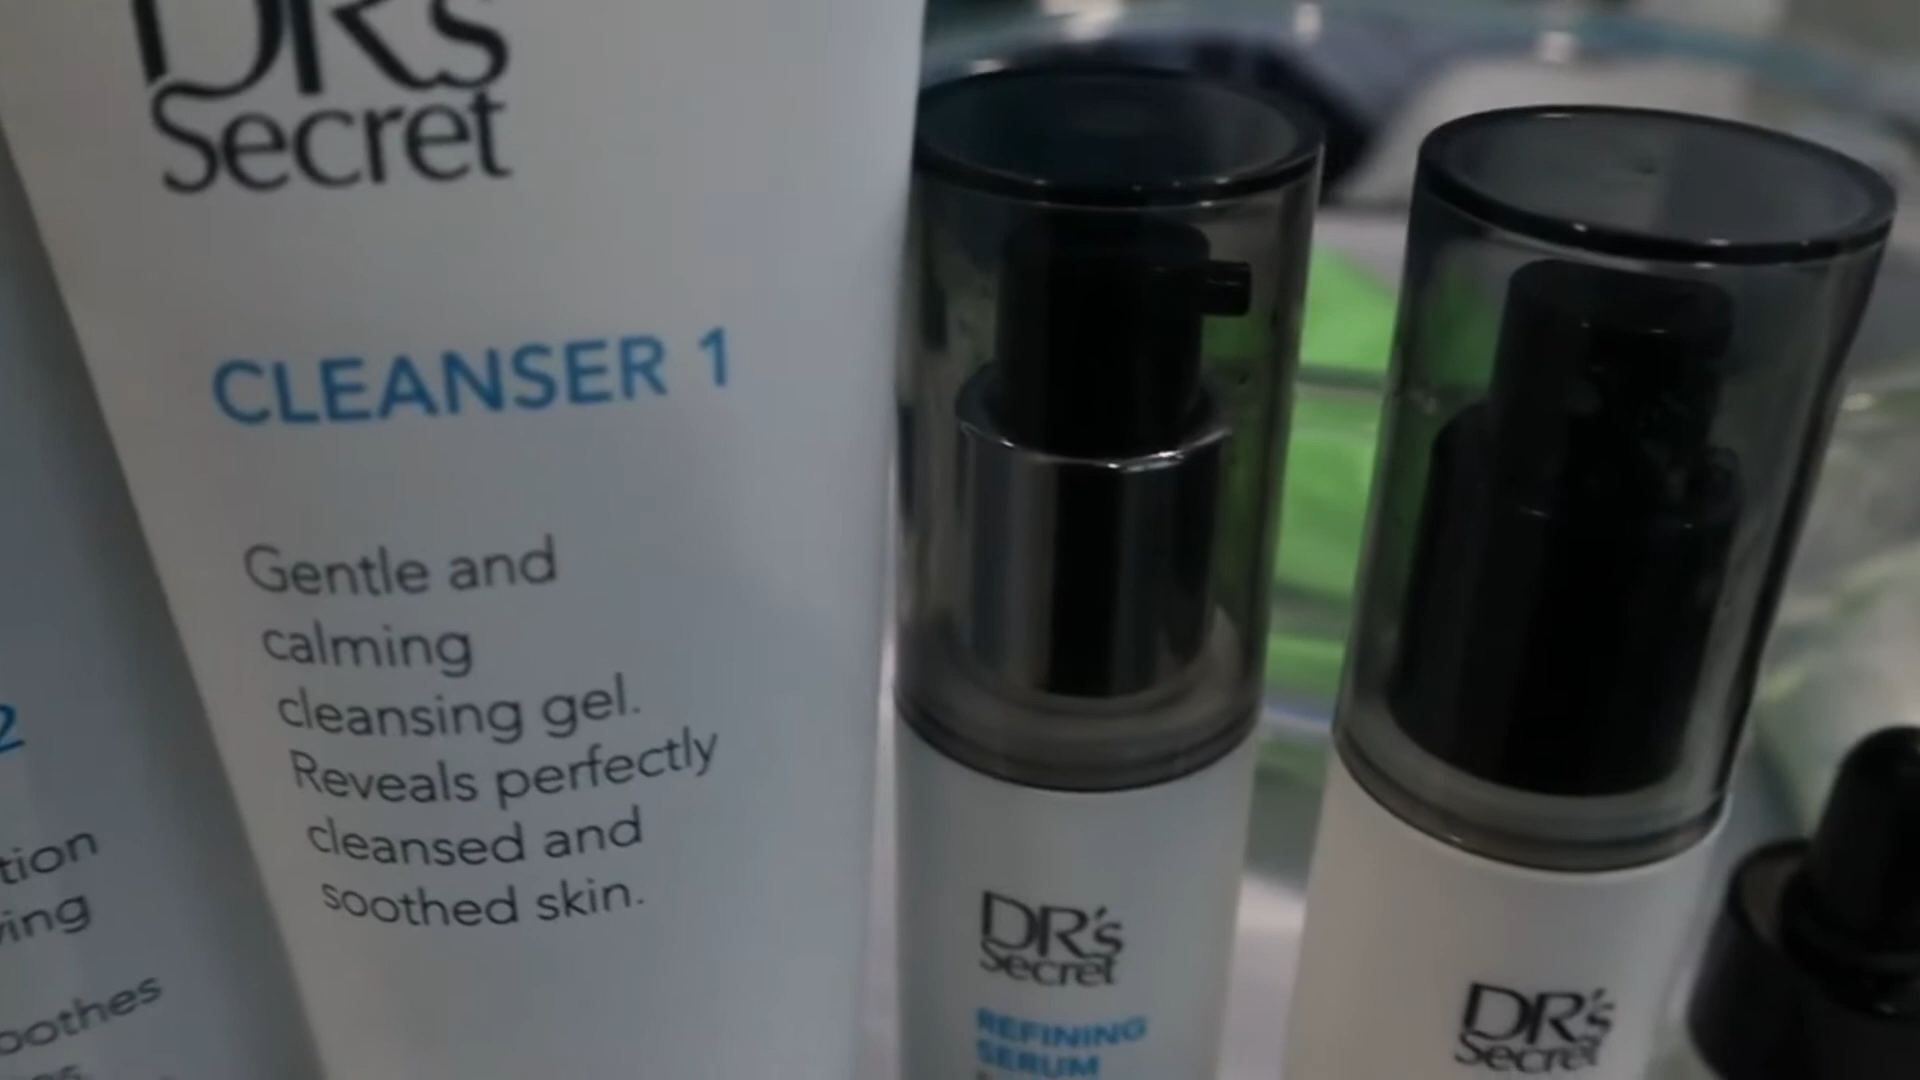 DR's
Secret
CLEANSER 1
Gentle and
calming
cleansing gel.
Reveals perfectly
cleansed and
soothed skin.
2
tion
ving
oothes
DR's
Secret
REFINING
SERUM
DR's
Secret